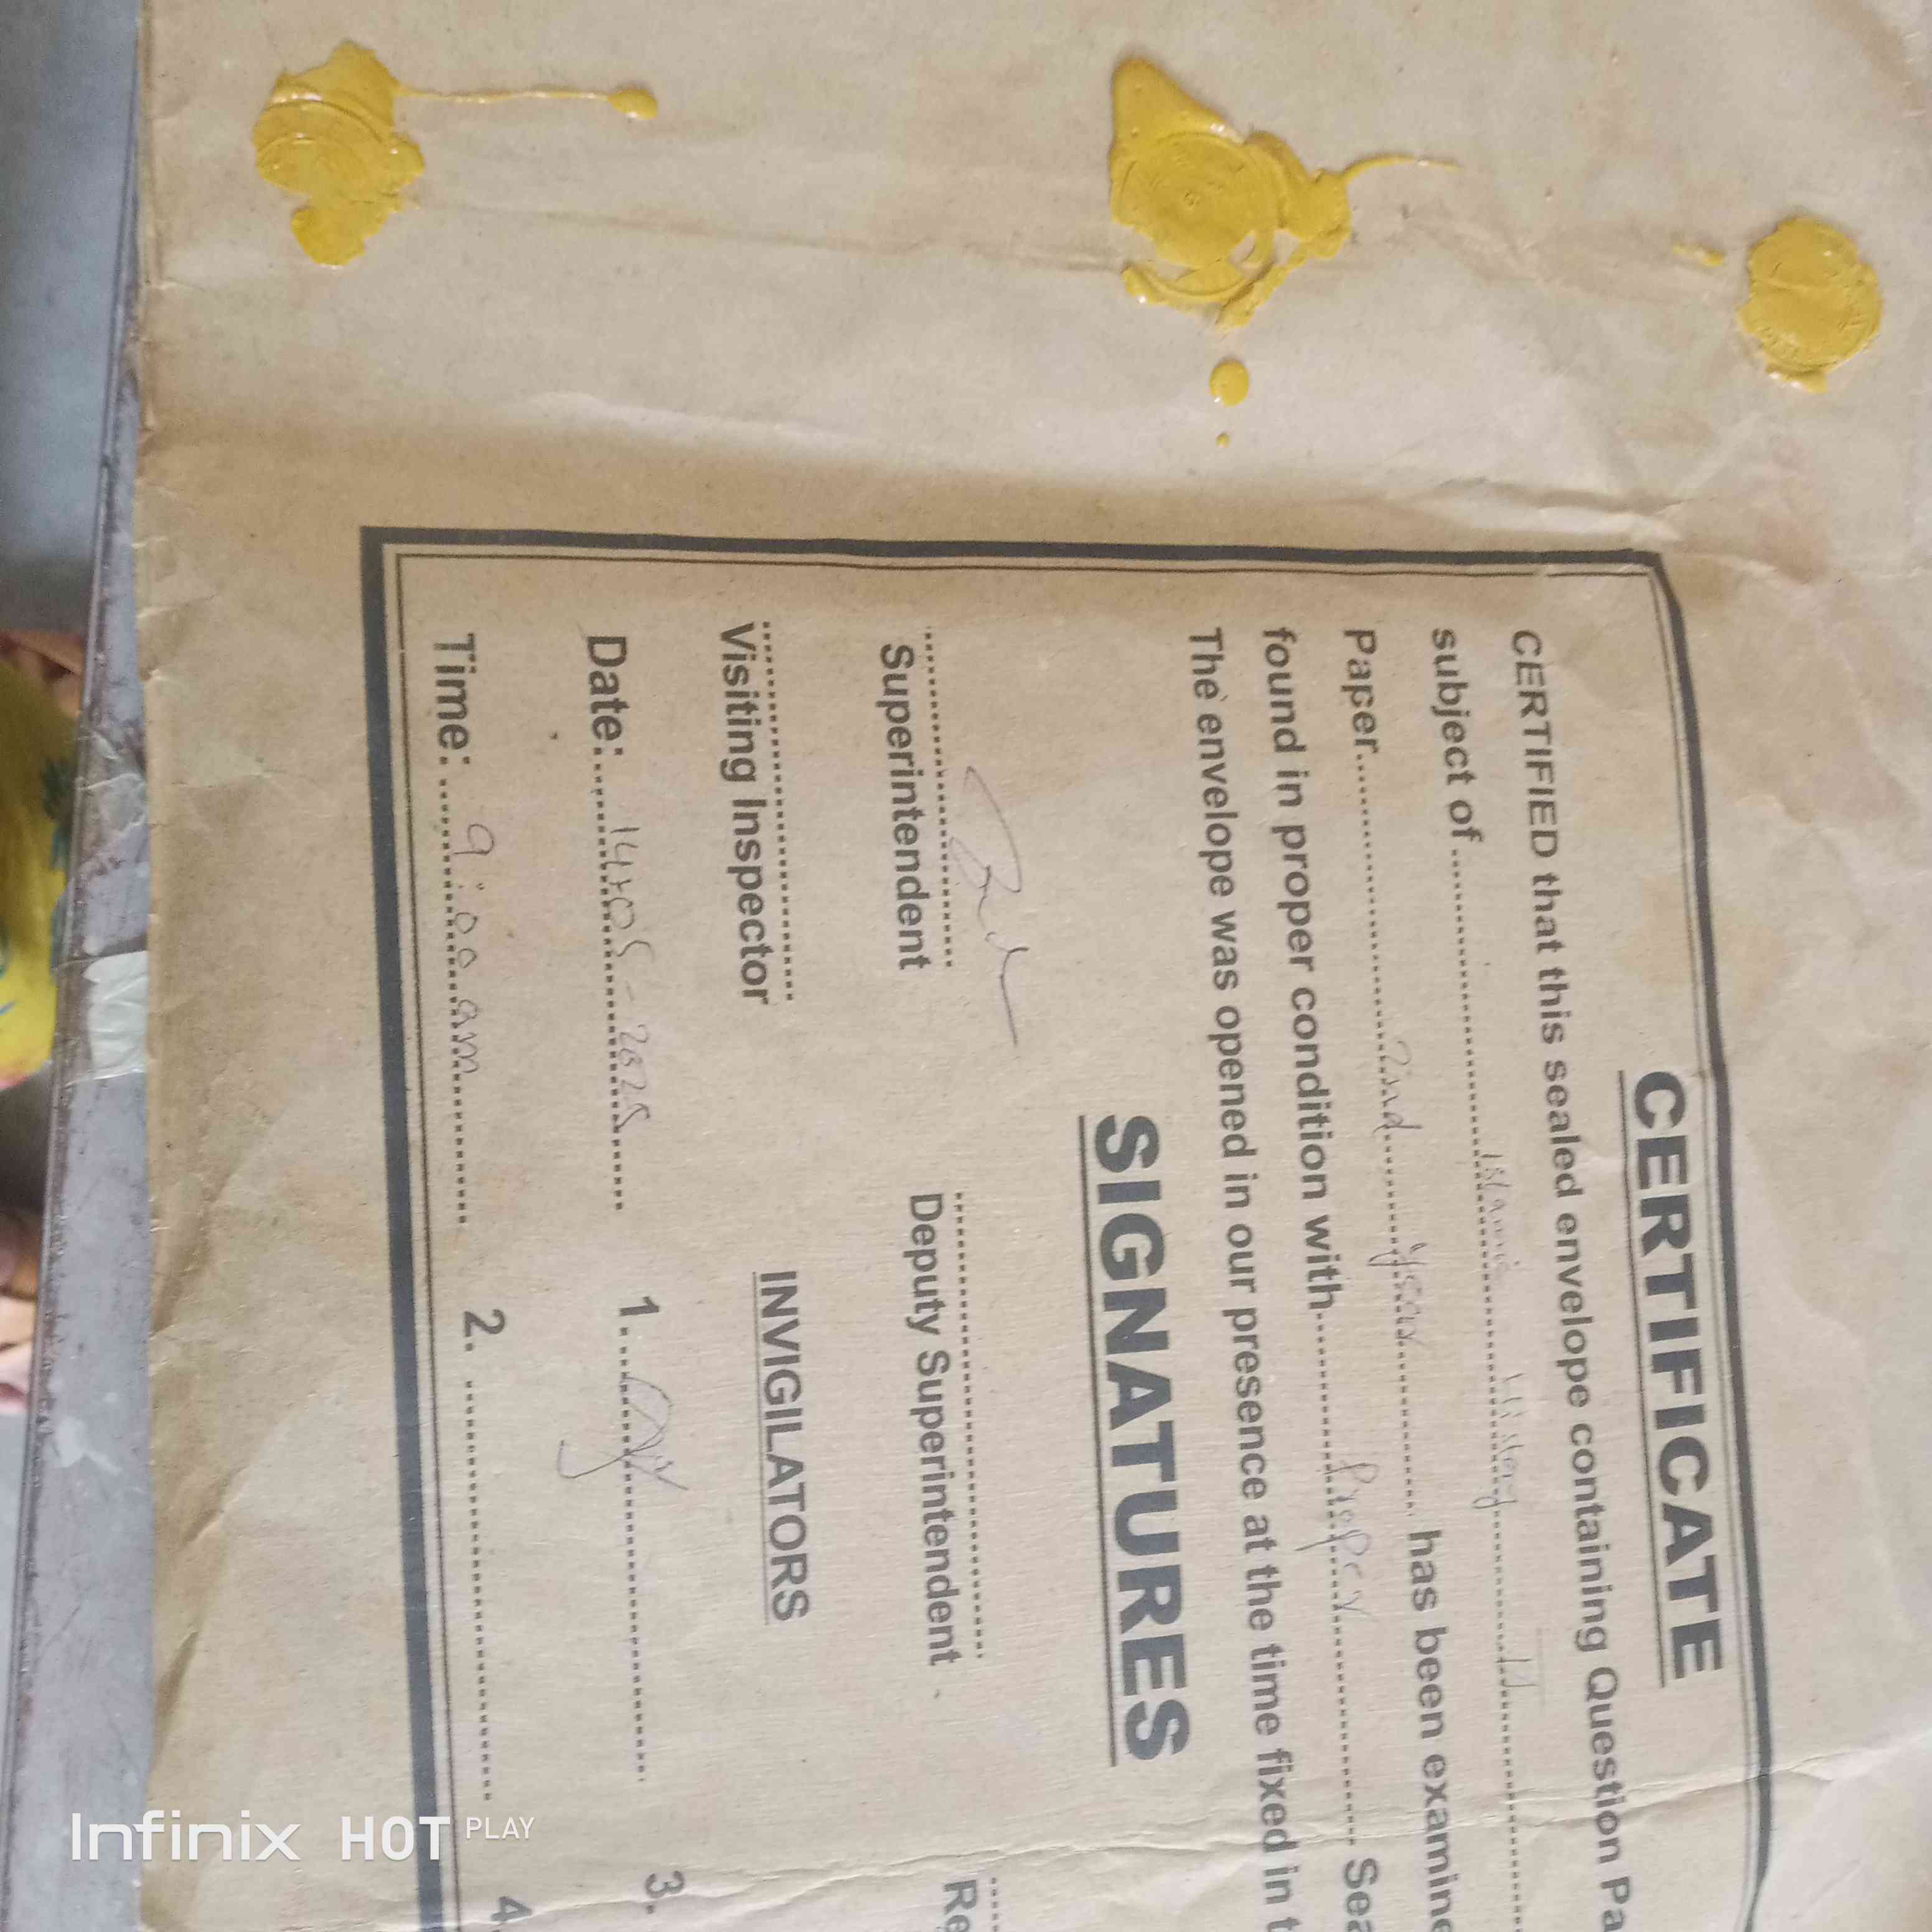 CERTIFICATE
CERTIFIED that this sealed envelope containing Question Pa
subject of .......... Islamic History ..........
Paper.......... 2nd year .......... has been examine
found in proper condition with.......... Proper .......... Sea
The envelope was opened in our presence at the time fixed in t
SIGNATURES
Superintendent
Deputy Superintendent
Re
Visiting Inspector
INVIGILATORS
Date: 14-05-2025
1.
3.
Time: 9:00 am
2.
4.
Infinix HOT PLAY